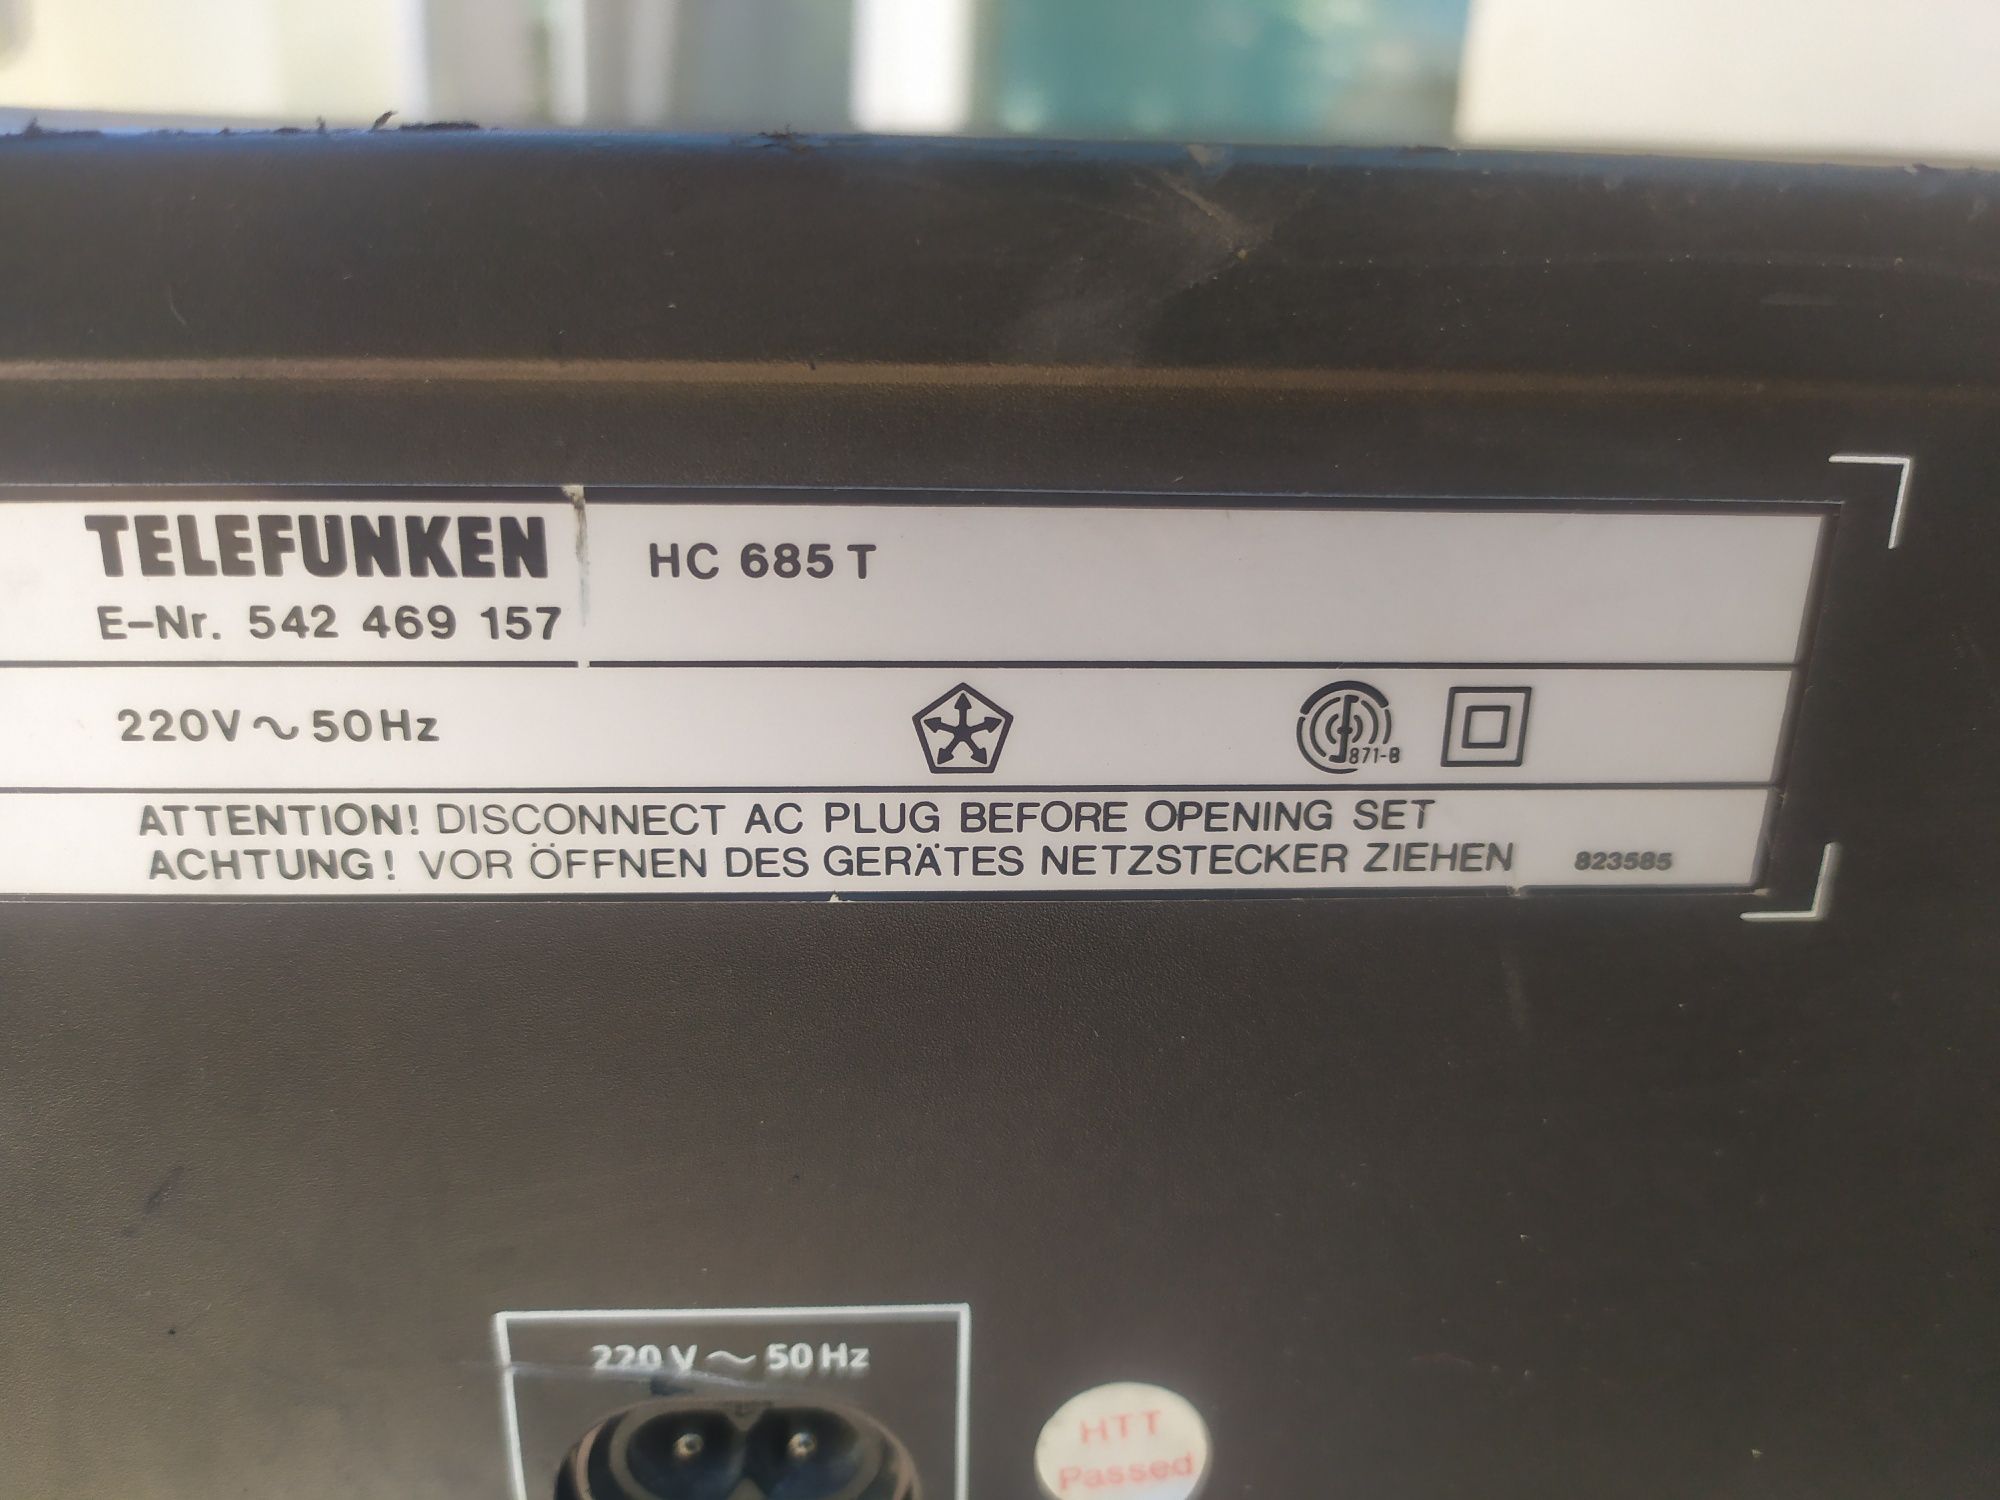 TELEFUNKEN HC 685 T
E-Nr. 542 469 157
220V ~ 50Hz
871-B
ATTENTION! DISCONNECT AC PLUG BEFORE OPENING SET
ACHTUNG! VOR ÖFFNEN DES GERÄTES NETZSTECKER ZIEHEN 823585
220 V ~ 50 Hz
HTT
Passed